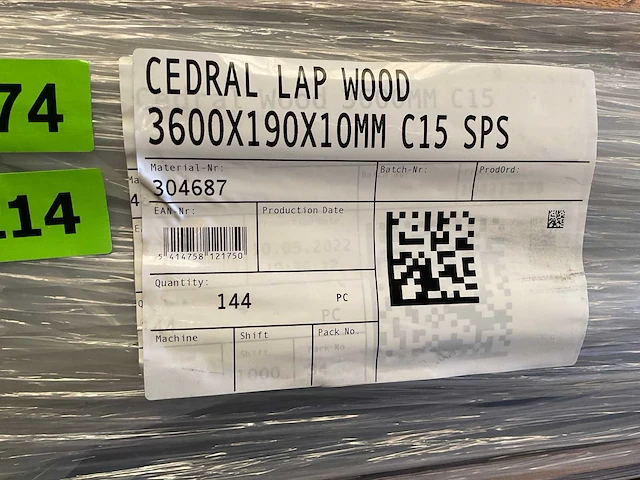 CEDRAL LAP WOOD
3600X190X10MM C15 SPS
Material-Nr:
304687
Batch-Nr:
ProdOrd:
EAN-Nr:
5 414758 121750
Production Date
Quantity:
144 PC
Machine
Shift
Pack No.
74
14